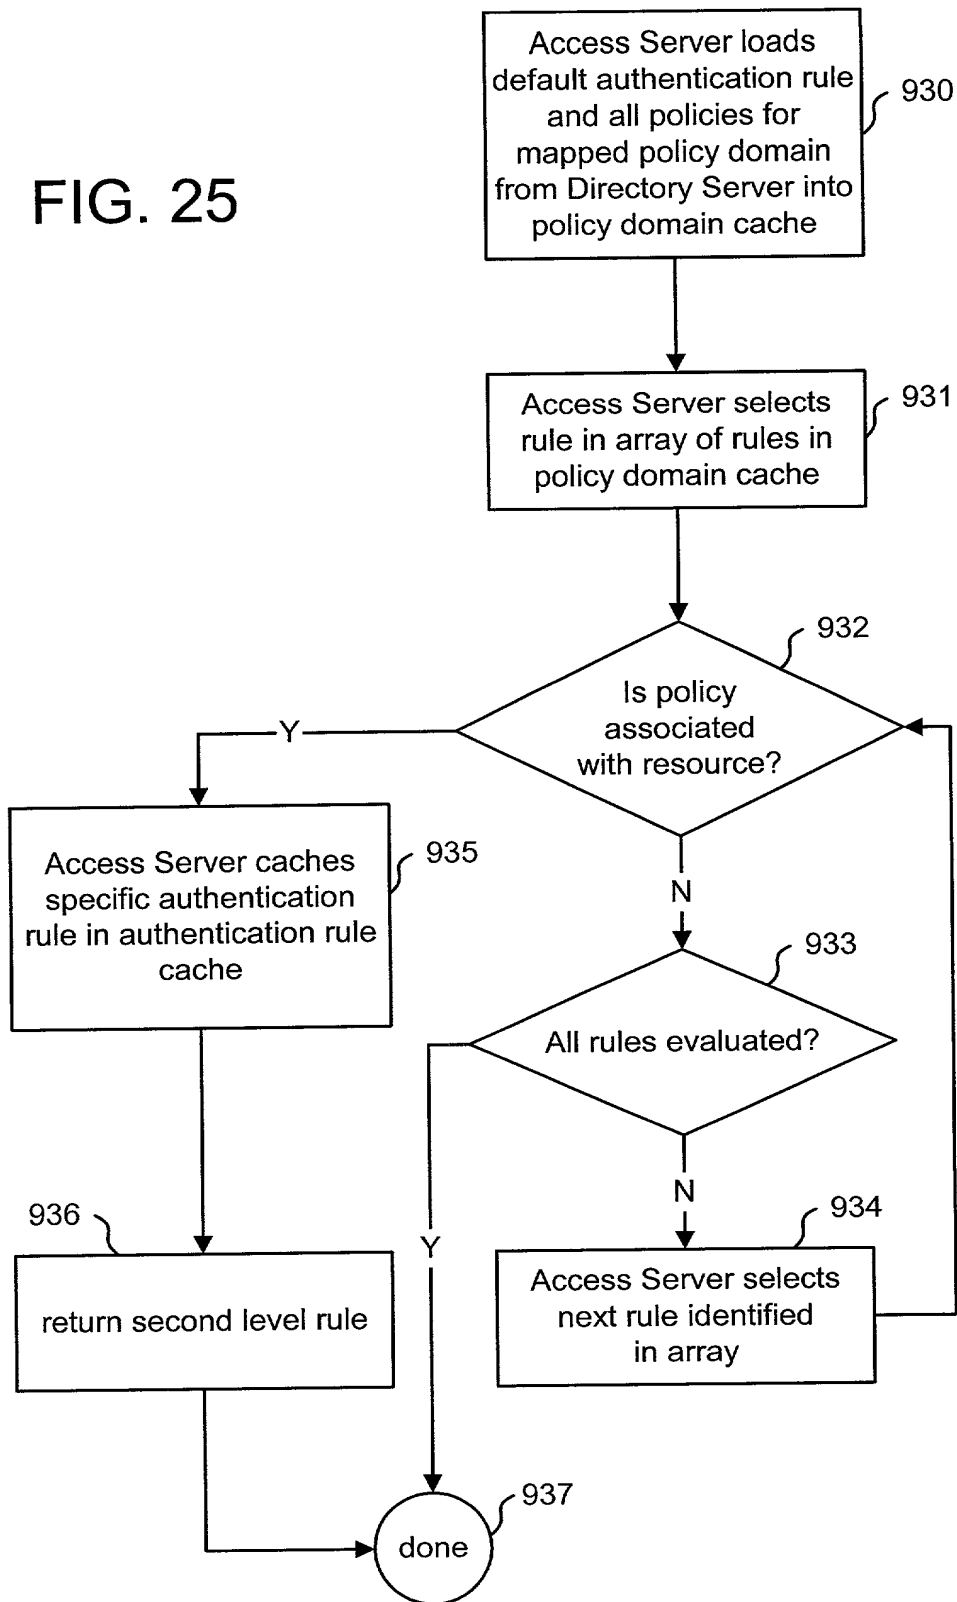 FIG. 25
Access Server loads
default authentication rule
and all policies for
mapped policy domain
from Directory Server into
policy domain cache
930
Access Server selects
rule in array of rules in
policy domain cache
931
Is policy
associated
with resource?
932
Y
N
Access Server caches
specific authentication
rule in authentication rule
cache
935
All rules evaluated?
933
Y
N
936
return second level rule
Access Server selects
next rule identified
in array
934
done
937